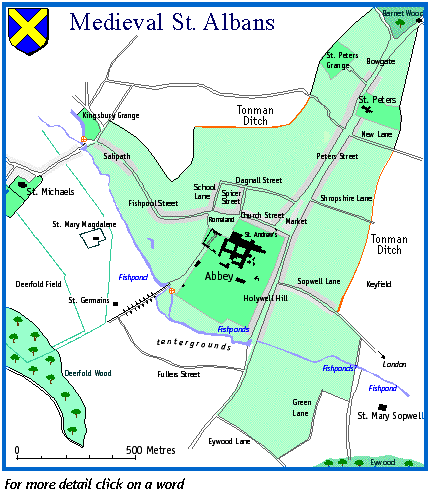 Medieval St. Albans
Barnet Wood
St. Peters
Grange
Bowgate
St. Peters
Kingsbury Grange
Tonman
Ditch
New Lane
Salipath
Peters Street
Dagnall Street
School
Lane
Spicer
Street
St. Michaels
Shropshire Lane
Fishpool Street
Romeland
Church Street
Market
St. Mary Magdalene
St. Andrew's
Tonman
Ditch
Abbey
Fishpond
Deerfold Field
Sopwell Lane
Keyfield
St. Germains
Holywell Hill
Fishponds
tentergrounds
London
Fishponds
Deerfold Wood
Fullers Street
Fishpond
Green
Lane
St. Mary Sopwell
Eywood Lane
0 500 Metres
Eywood
For more detail click on a word